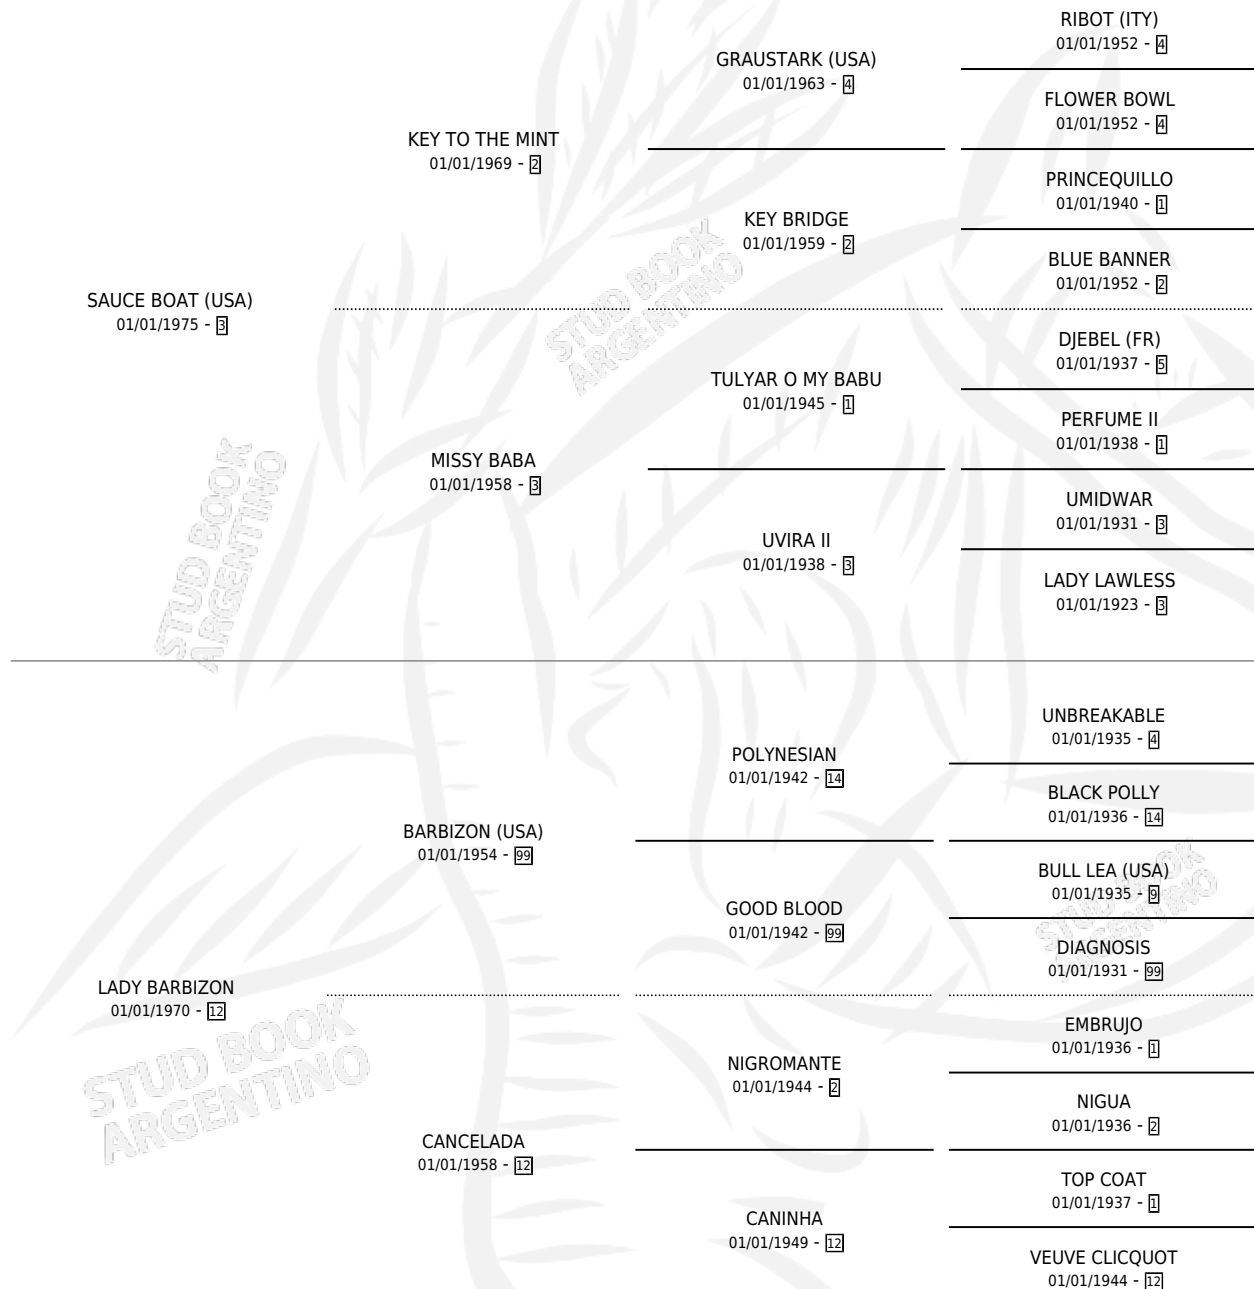 RIBOT (ITY)
01/01/1952 - 4
GRAUSTARK (USA)
01/01/1963 - 4
FLOWER BOWL
01/01/1952 - 4
KEY TO THE MINT
01/01/1969 - 2
PRINCEQUILLO
01/01/1940 - 1
KEY BRIDGE
01/01/1959 - 2
BLUE BANNER
01/01/1952 - 2
SAUCE BOAT (USA)
01/01/1975 - 3
DJEBEL (FR)
01/01/1937 - 5
TULYAR O MY BABU
01/01/1945 - 1
PERFUME II
01/01/1938 - 1
MISSY BABA
01/01/1958 - 3
UMIDWAR
01/01/1931 - 3
UVIRA II
01/01/1938 - 3
LADY LAWLESS
01/01/1923 - 3
UNBREAKABLE
01/01/1935 - 4
POLYNESIAN
01/01/1942 - 14
BLACK POLLY
01/01/1936 - 14
BARBIZON (USA)
01/01/1954 - 99
BULL LEA (USA)
01/01/1935 - 9
GOOD BLOOD
01/01/1942 - 99
DIAGNOSIS
01/01/1931 - 99
LADY BARBIZON
01/01/1970 - 12
EMBRUJO
01/01/1936 - 1
NIGROMANTE
01/01/1944 - 2
NIGUA
01/01/1936 - 2
CANCELADA
01/01/1958 - 12
TOP COAT
01/01/1937 - 1
CANINHA
01/01/1949 - 12
VEUVE CLICQUOT
01/01/1944 - 12
STUD BOOK
ARGENTINO
STUD BOOK
ARGENTINO
STUD BOOK
ARGENTINO
STUD BOOK
ARGENTINO